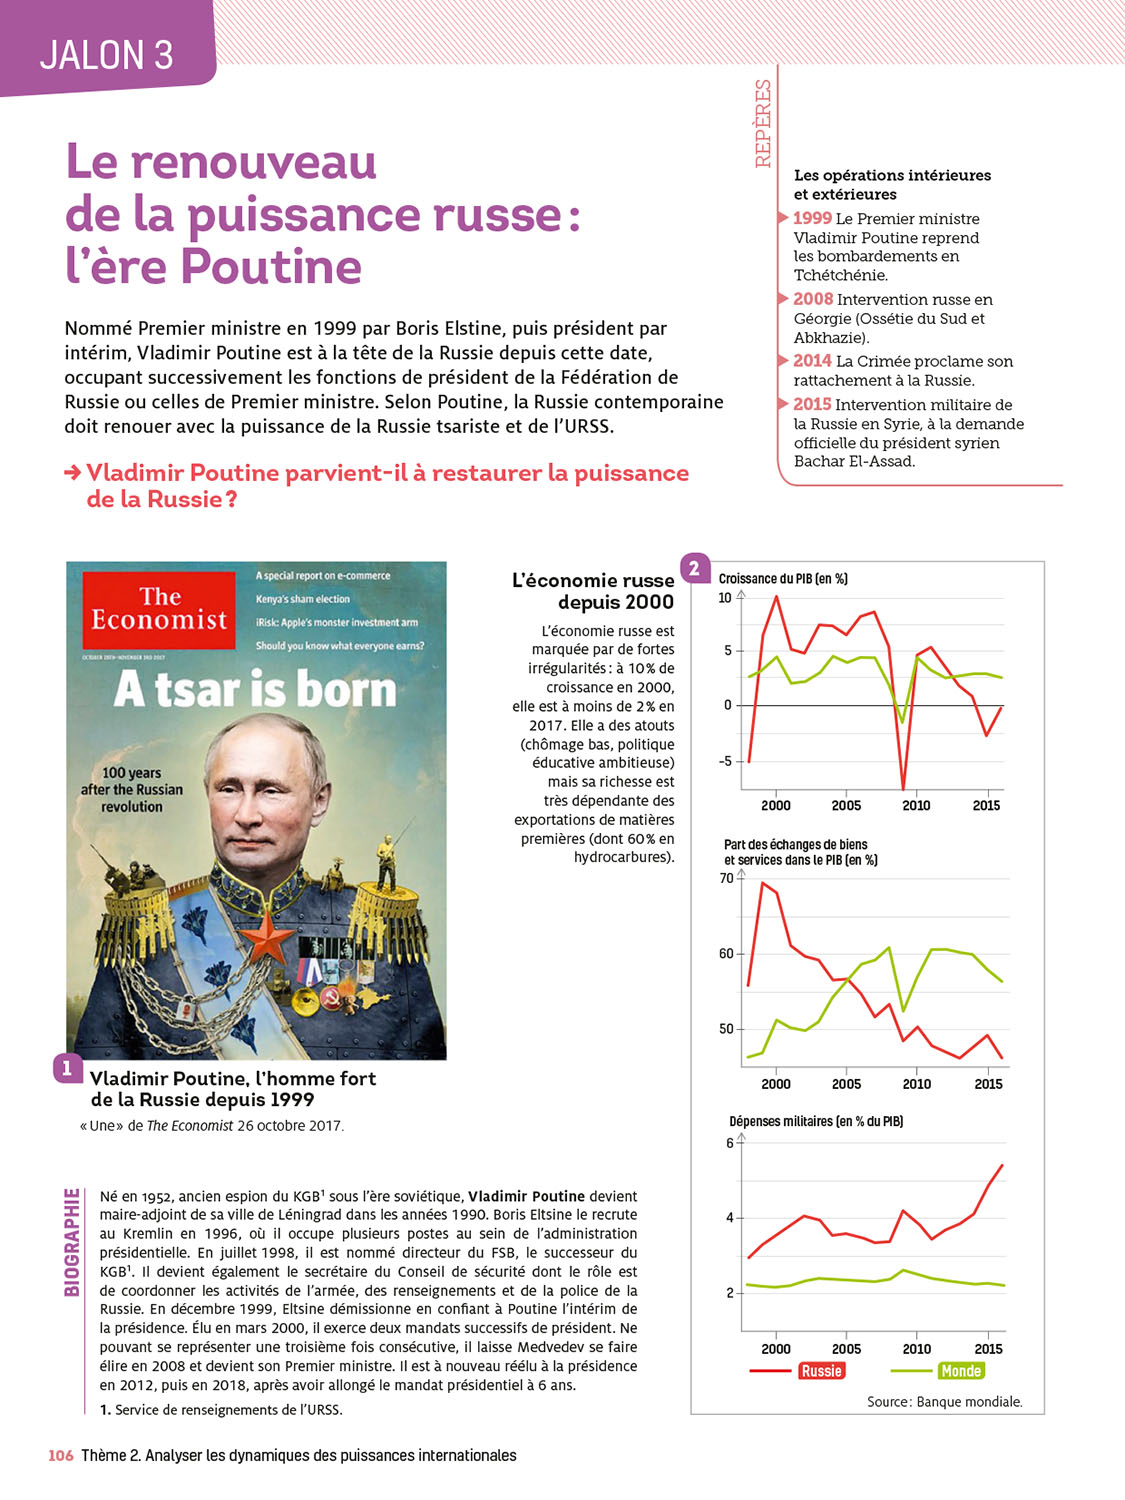 JALON 3
Le renouveau
de la puissance russe :
l'ère Poutine
Nommé Premier ministre en 1999 par Boris Elstine, puis président par
intérim, Vladimir Poutine est à la tête de la Russie depuis cette date,
occupant successivement les fonctions de président de la Fédération de
Russie ou celles de Premier ministre. Selon Poutine, la Russie contemporaine
doit renouer avec la puissance de la Russie tsariste et de l'URSS.
→ Vladimir Poutine parvient-il à restaurer la puissance
de la Russie ?
REPÈRES
Les opérations intérieures
et extérieures
1999 Le Premier ministre
Vladimir Poutine reprend
les bombardements en
Tchétchénie.
2008 Intervention russe en
Géorgie (Ossétie du Sud et
Abkhazie).
2014 La Crimée proclame son
rattachement à la Russie.
2015 Intervention militaire de
la Russie en Syrie, à la demande
officielle du président syrien
Bachar El-Assad.
The
Economist
OCTOBER 28TH–NOVEMBER 3RD 2017
A special report on e-commerce
Kenya's sham election
iRisk: Apple's monster investment arm
Should you know what everyone earns?
A tsar is born
100 years
after the Russian
revolution
1
Vladimir Poutine, l'homme fort
de la Russie depuis 1999
« Une » de The Economist 26 octobre 2017.
L'économie russe
depuis 2000
L'économie russe est
marquée par de fortes
irrégularités : à 10 % de
croissance en 2000,
elle est à moins de 2 % en
2017. Elle a des atouts
(chômage bas, politique
éducative ambitieuse)
mais sa richesse est
très dépendante des
exportations de matières
premières (dont 60 % en
hydrocarbures).
2
Croissance du PIB (en %)
10
5
0
-5
2000 2005 2010 2015
Part des échanges de biens
et services dans le PIB (en %)
70
60
50
2000 2005 2010 2015
Dépenses militaires (en % du PIB)
6
4
2
2000 2005 2010 2015
Russie Monde
Source : Banque mondiale.
BIOGRAPHIE
Né en 1952, ancien espion du KGB¹ sous l'ère soviétique, Vladimir Poutine devient
maire-adjoint de sa ville de Léningrad dans les années 1990. Boris Eltsine le recrute
au Kremlin en 1996, où il occupe plusieurs postes au sein de l'administration
présidentielle. En juillet 1998, il est nommé directeur du FSB, le successeur du
KGB¹. Il devient également le secrétaire du Conseil de sécurité dont le rôle est
de coordonner les activités de l'armée, des renseignements et de la police de la
Russie. En décembre 1999, Eltsine démissionne en confiant à Poutine l'intérim de
la présidence. Élu en mars 2000, il exerce deux mandats successifs de président. Ne
pouvant se représenter une troisième fois consécutive, il laisse Medvedev se faire
élire en 2008 et devient son Premier ministre. Il est à nouveau réélu à la présidence
en 2012, puis en 2018, après avoir allongé le mandat présidentiel à 6 ans.
1. Service de renseignements de l'URSS.
106 Thème 2. Analyser les dynamiques des puissances internationales